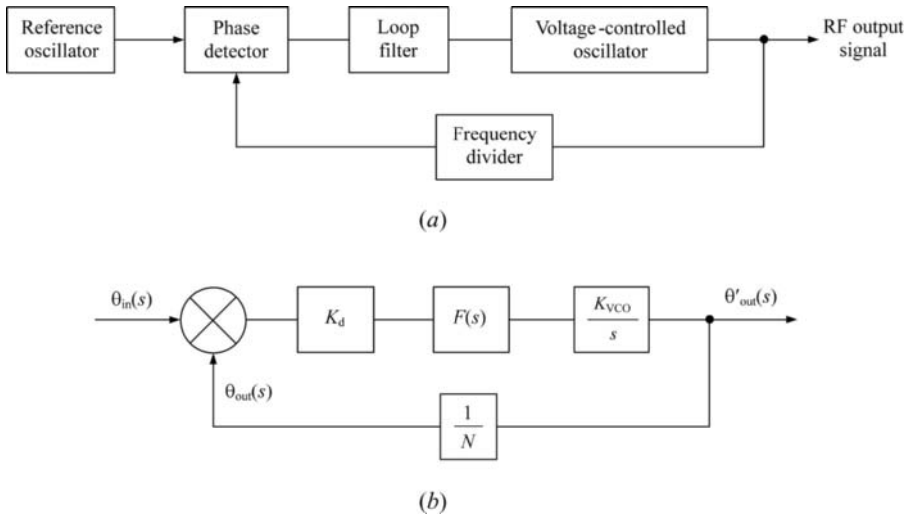 Reference
oscillator
Phase
detector
Loop
filter
Voltage-controlled
oscillator
RF output
signal
Frequency
divider
(a)
θin(s)
Kd
F(s)
KVCO
s
θ'out(s)
θout(s)
1
N
(b)